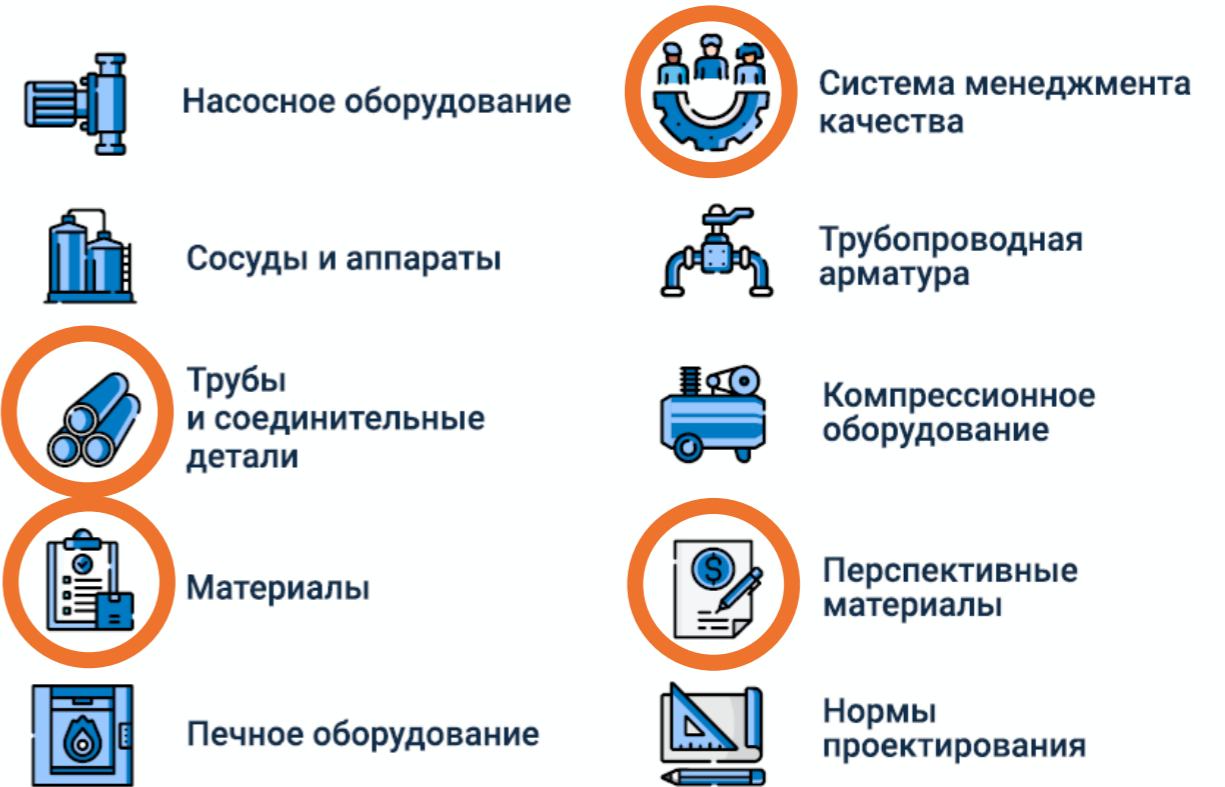 Насосное оборудование
Система менеджмента
качества
Сосуды и аппараты
Трубопроводная
арматура
Трубы
и соединительные
детали
Компрессионное
оборудование
Материалы
Перспективные
материалы
Печное оборудование
Нормы
проектирования